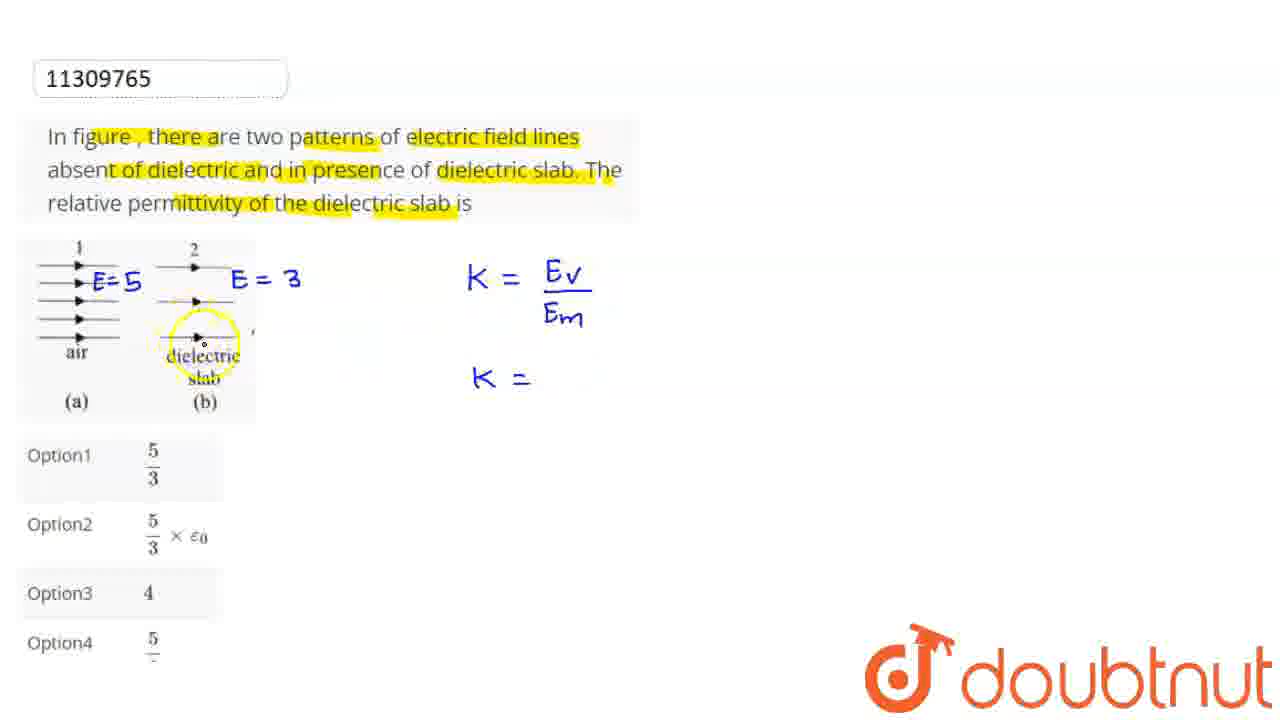 11309765
In figure , there are two patterns of electric field lines
absent of dielectric and in presence of dielectric slab. The
relative permittivity of the dielectric slab is
1 2
E=5 E = 3
air dielectric
slab
(a) (b)
K = Ev/Em
K =
Option1 5/3
Option2 5/3 × ε0
Option3 4
Option4 5
doubtnut